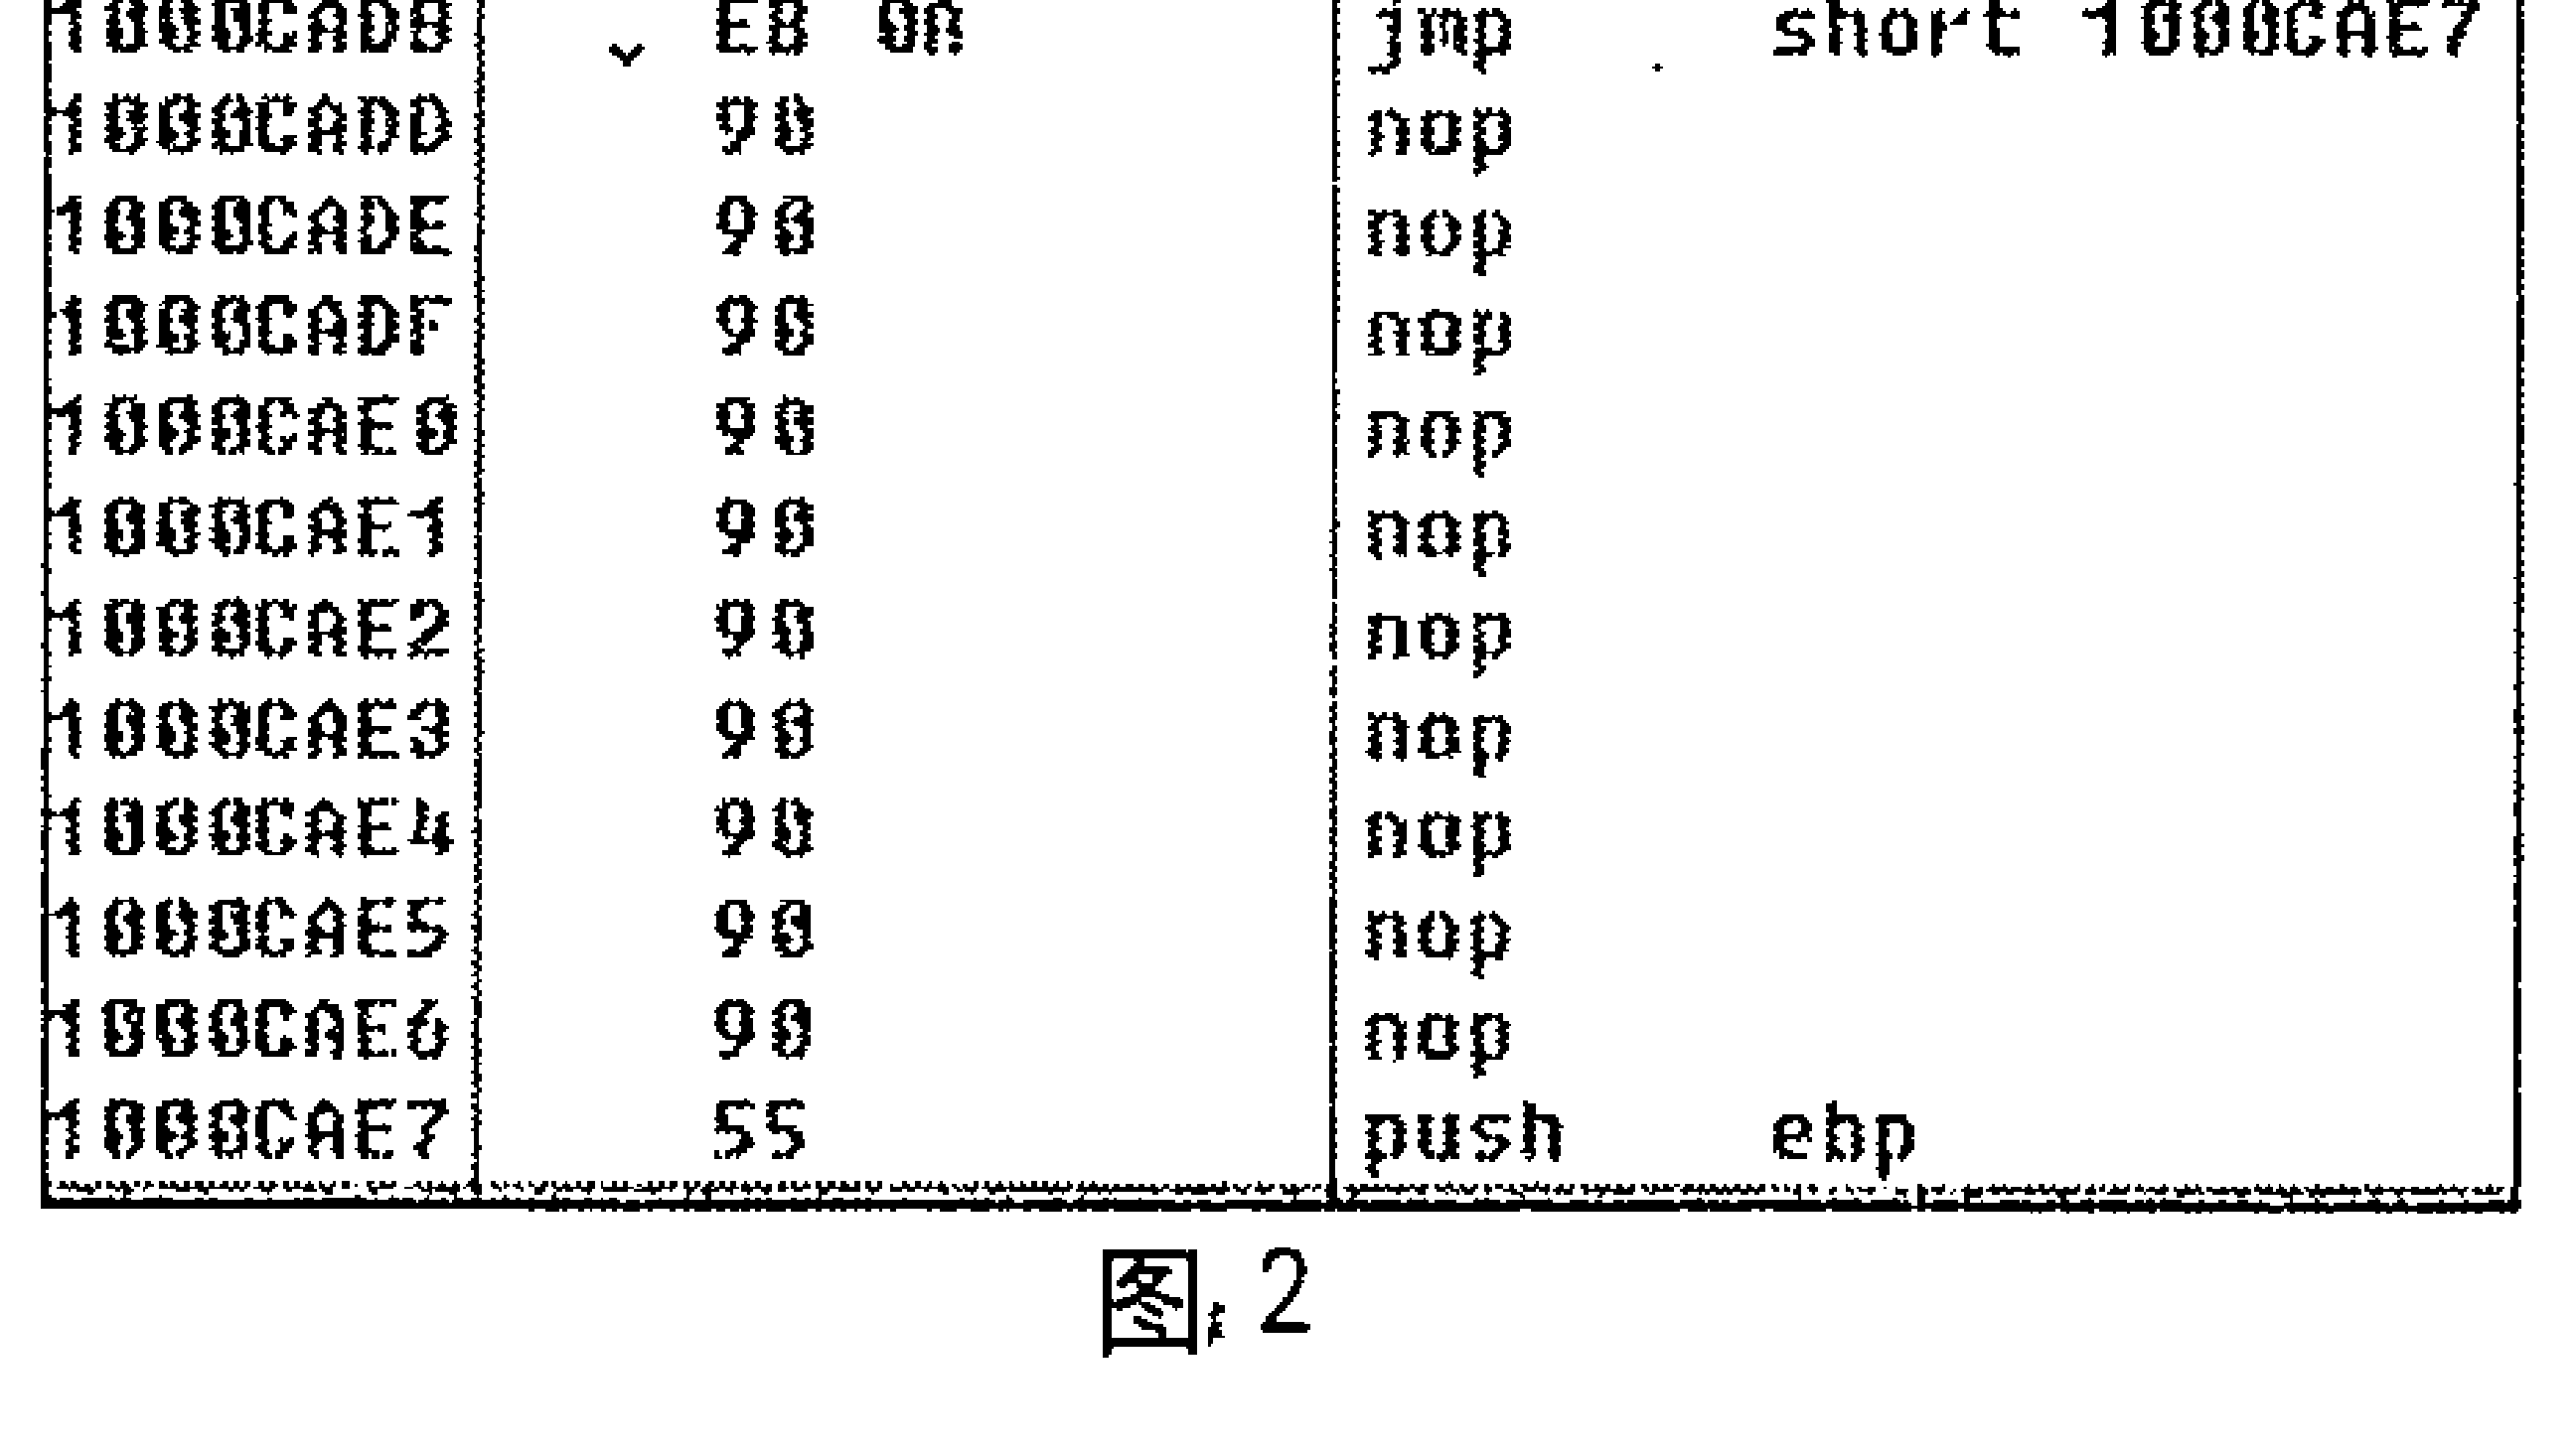 1000CADB ⌄ EB 0A jmp short 1000CAE7
1000CADD 90 nop
1000CADE 90 nop
1000CADF 90 nop
1000CAE0 90 nop
1000CAE1 90 nop
1000CAE2 90 nop
1000CAE3 90 nop
1000CAE4 90 nop
1000CAE5 90 nop
1000CAE6 90 nop
1000CAE7 55 push ebp
图 2